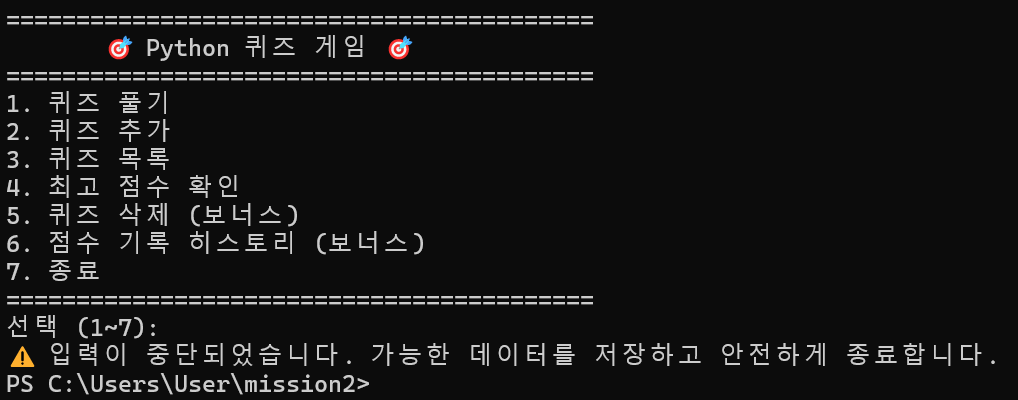 ==========================================
🎯 Python 퀴즈 게임 🎯
==========================================
1. 퀴즈 풀기
2. 퀴즈 추가
3. 퀴즈 목록
4. 최고 점수 확인
5. 퀴즈 삭제 (보너스)
6. 점수 기록 히스토리 (보너스)
7. 종료
==========================================
선택 (1~7):
⚠️ 입력이 중단되었습니다. 가능한 데이터를 저장하고 안전하게 종료합니다.
PS C:\Users\User\mission2>